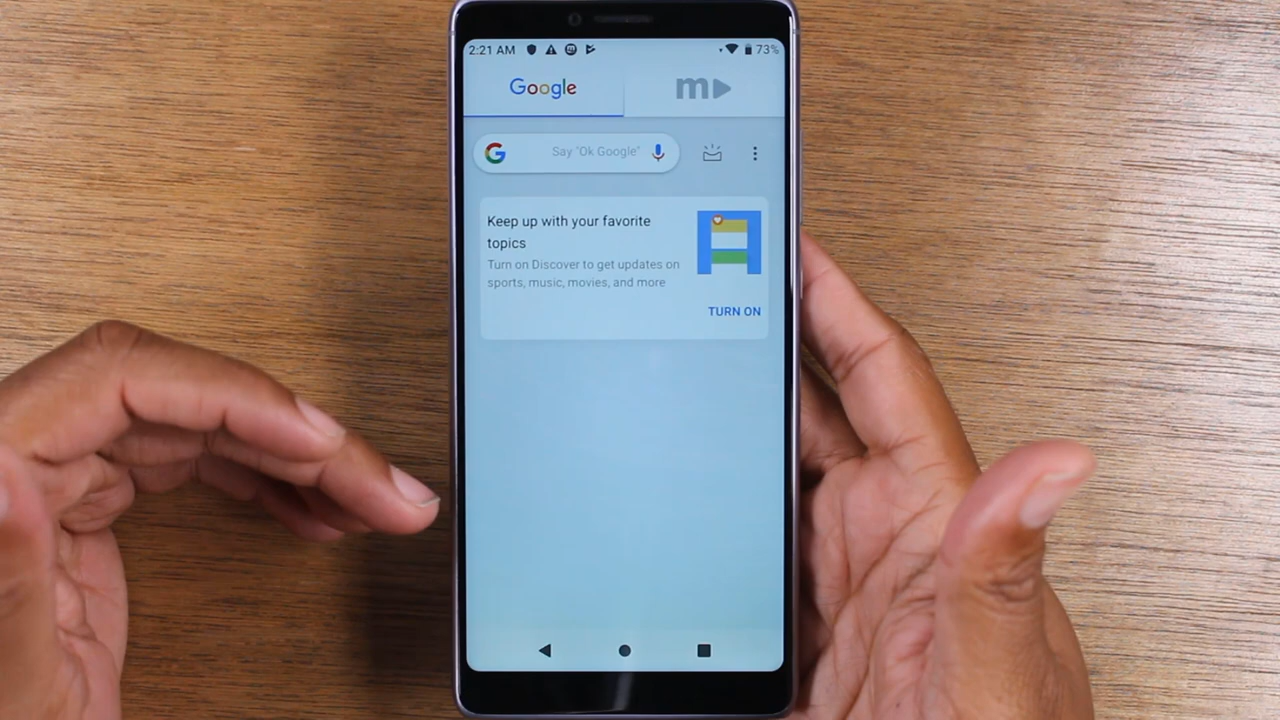 2:21 AM
73%
Google
m
G
Say "Ok Google"
Keep up with your favorite
topics
Turn on Discover to get updates on
sports, music, movies, and more
TURN ON